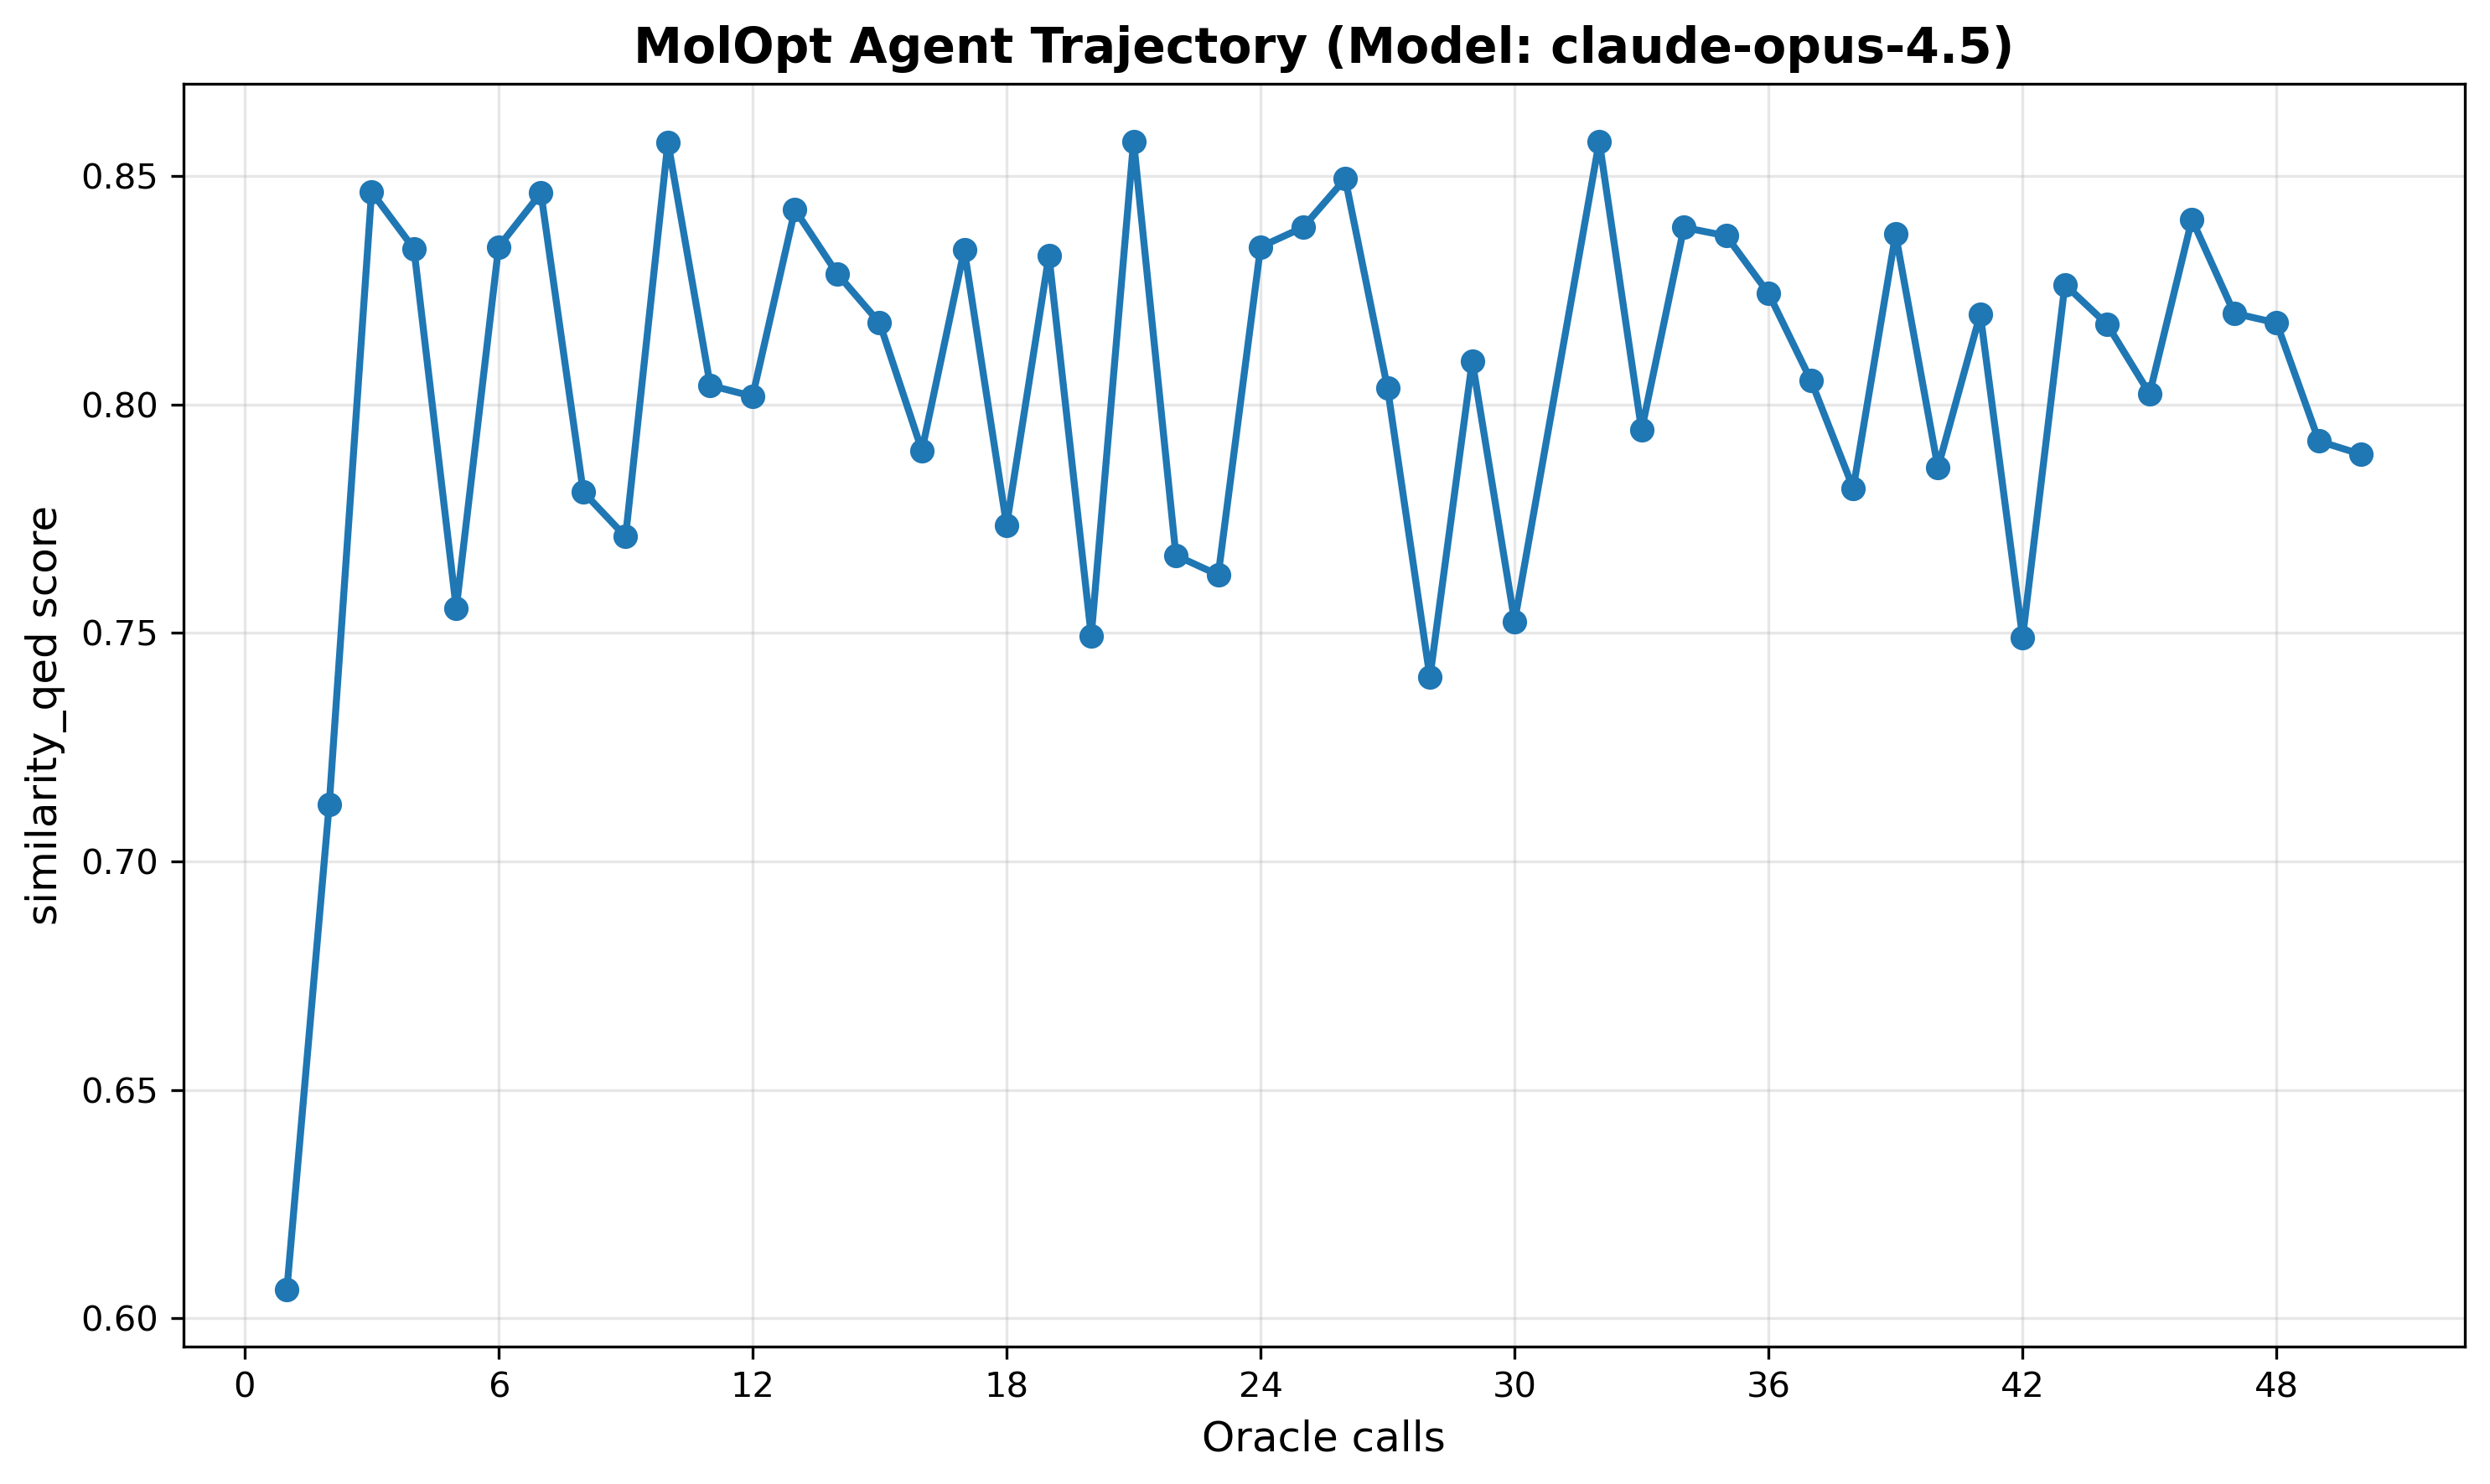 MolOpt Agent Trajectory (Model: claude-opus-4.5)
similarity_qed score
0.85
0.80
0.75
0.70
0.65
0.60
0 6 12 18 24 30 36 42 48
Oracle calls